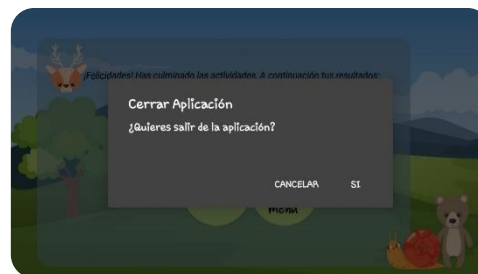 ¡Felicidades! Has culminado las actividades. A continuación tus resultados:
Cerrar Aplicación
¿Quieres salir de la aplicación?
CANCELAR SI
menú